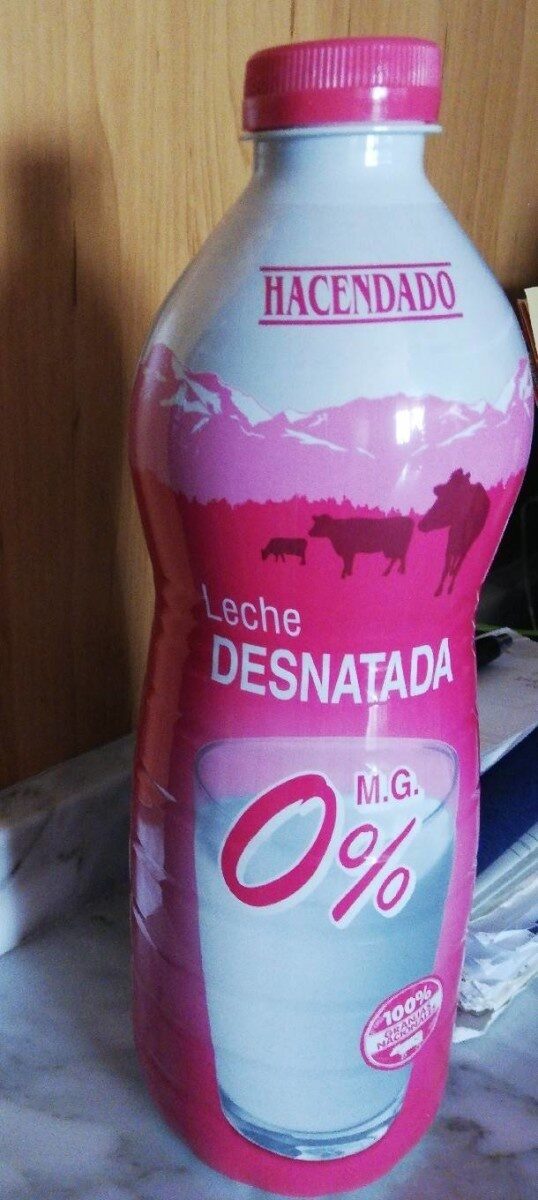 HACENDADO
Leche
DESNATADA
M.G.
0%
100%
GRANJAS
NACIONALES